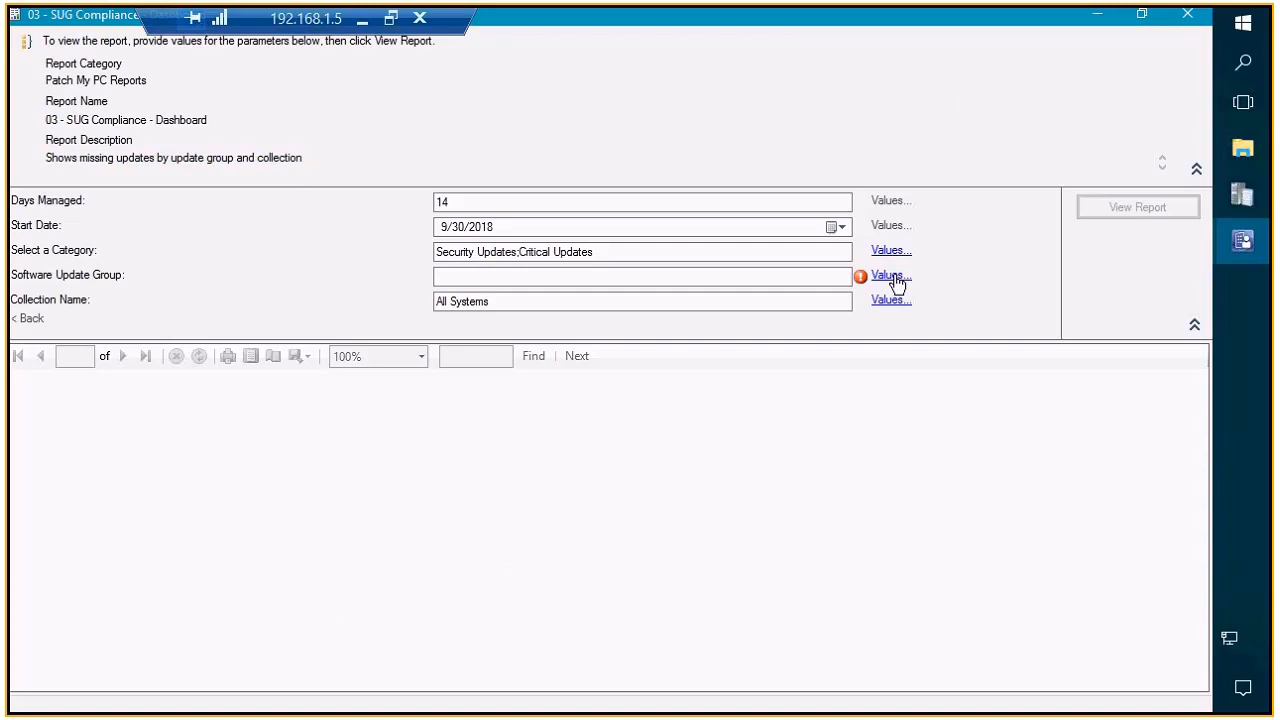 03 - SUG Compliance
192.168.1.5
To view the report, provide values for the parameters below, then click View Report.
Report Category
Patch My PC Reports
Report Name
03 - SUG Compliance - Dashboard
Report Description
Shows missing updates by update group and collection
Days Managed: 14 Values... View Report
Start Date: 9/30/2018 Values...
Select a Category: Security Updates;Critical Updates Values...
Software Update Group: Values...
Collection Name: All Systems Values...
< Back
of 100% Find Next